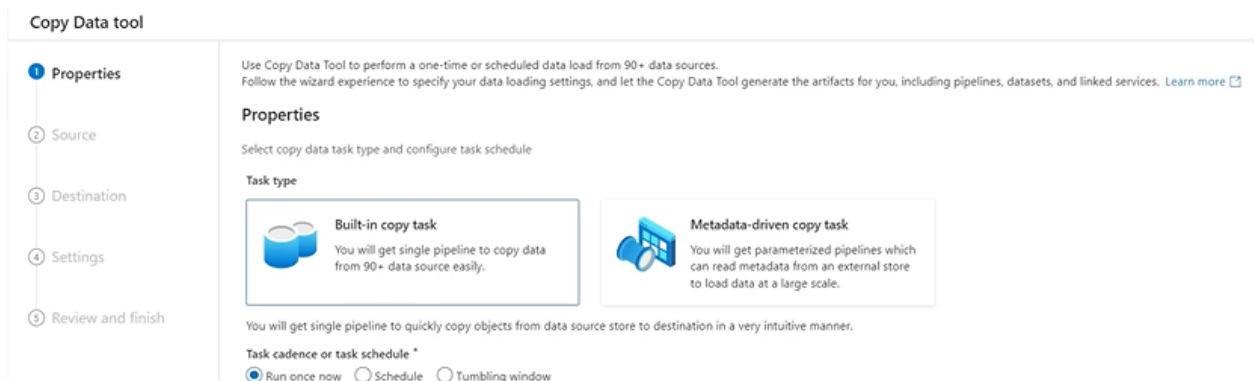 Copy Data tool
1 Properties
2 Source
3 Destination
4 Settings
5 Review and finish
Use Copy Data Tool to perform a one-time or scheduled data load from 90+ data sources.
Follow the wizard experience to specify your data loading settings, and let the Copy Data Tool generate the artifacts for you, including pipelines, datasets, and linked services. Learn more
Properties
Select copy data task type and configure task schedule
Task type
Built-in copy task
You will get single pipeline to copy data
from 90+ data source easily.
Metadata-driven copy task
You will get parameterized pipelines which
can read metadata from an external store
to load data at a large scale.
You will get single pipeline to quickly copy objects from data source store to destination in a very intuitive manner.
Task cadence or task schedule *
Run once now Schedule Tumbling window